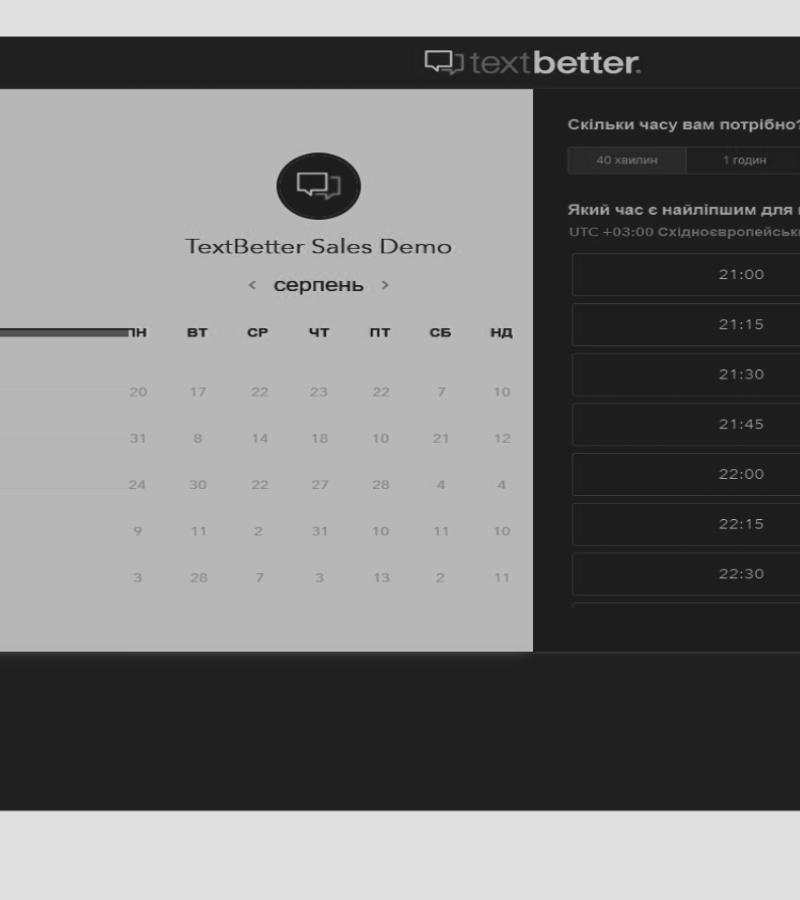 textbetter.
TextBetter Sales Demo
серпень
ПН ВТ СР ЧТ ПТ СБ НД
20 17 22 23 22 7 10
31 8 14 18 10 21 12
24 30 22 27 28 4 4
9 11 2 31 10 11 10
3 28 7 3 13 2 11
Скільки часу вам потрібно?
40 хвилин 1 годин
Який час є найліпшим для
UTC +03:00 Східноєвропейськ
21:00
21:15
21:30
21:45
22:00
22:15
22:30